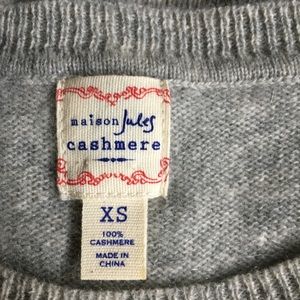 maison Jules
cashmere
XS
100%
CASHMERE
MADE IN
CHINA